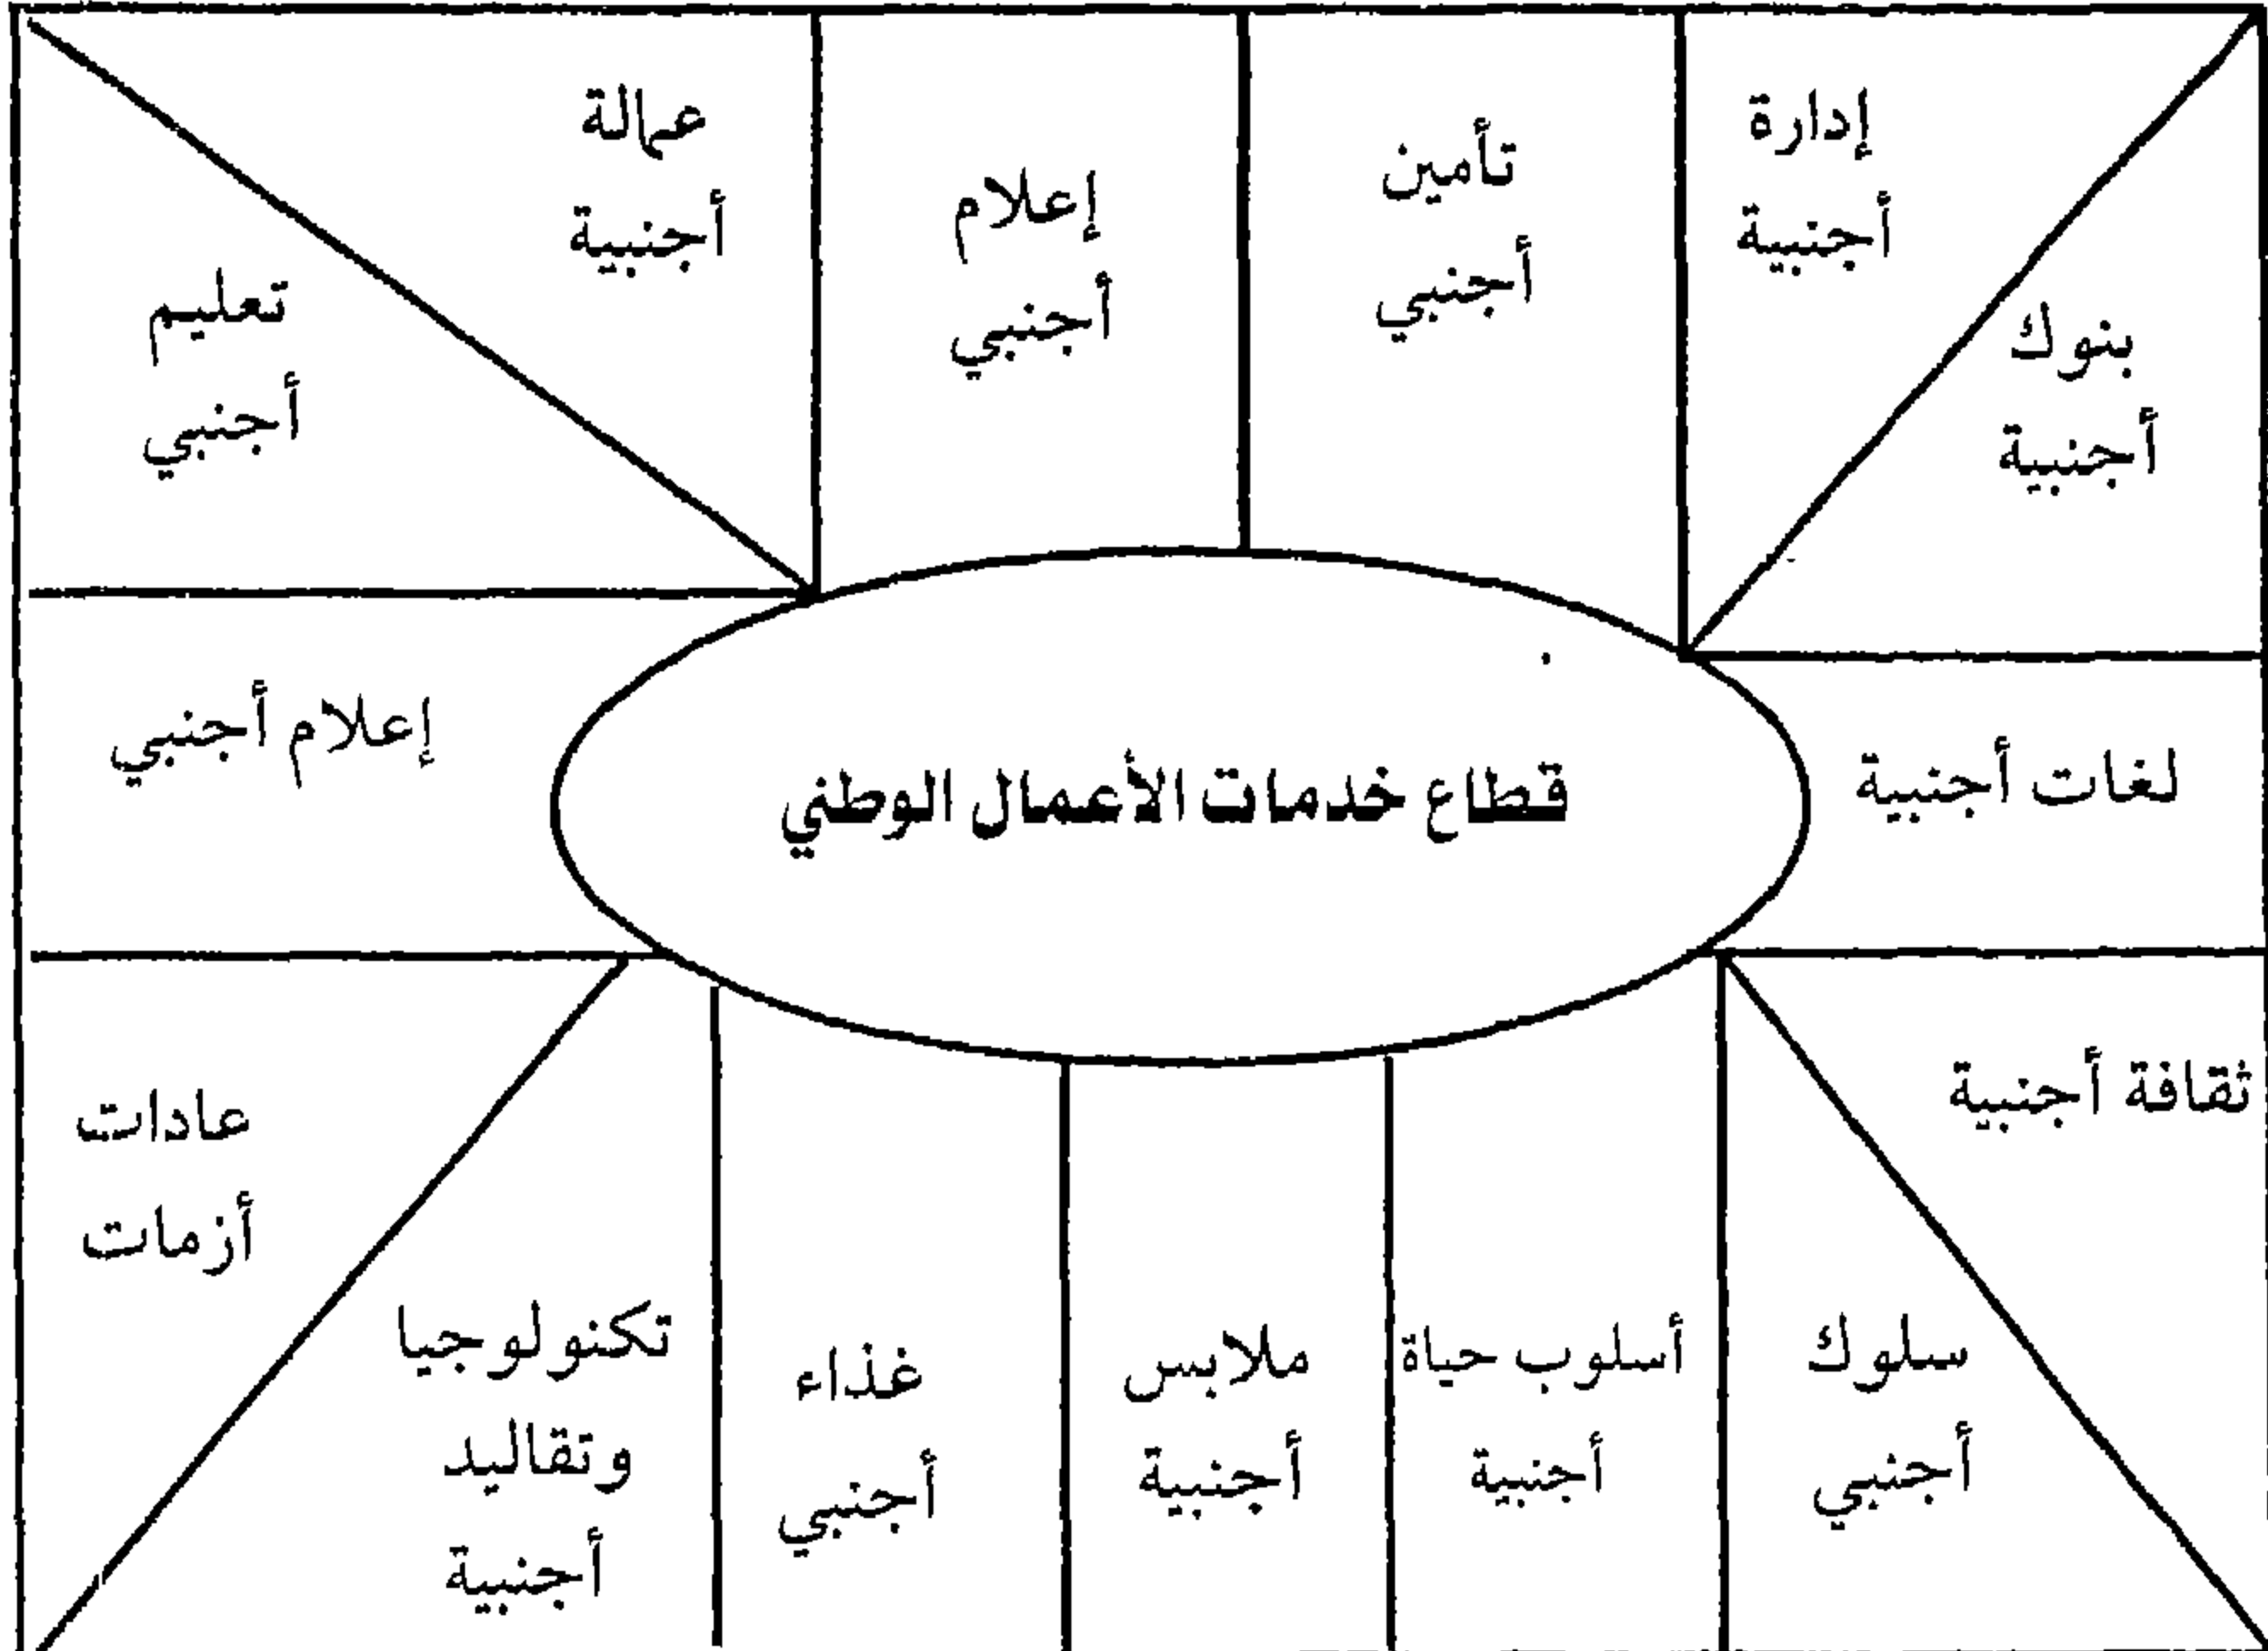 إدارة
أجنبية
تأمين
أجنبي
إعلام
أجنبي
عمالة
أجنبية
بنوك
أجنبية
تعليم
أجنبي
لغات أجنبية
قطاع خدمات الأعمال الوطني
إعلام أجنبي
ثقافة أجنبية
سلوك
أجنبي
أسلوب حياة
أجنبية
ملابس
أجنبية
غذاء
أجنبي
تكنولوجيا
وتقاليد
أجنبية
عادات
أزمات